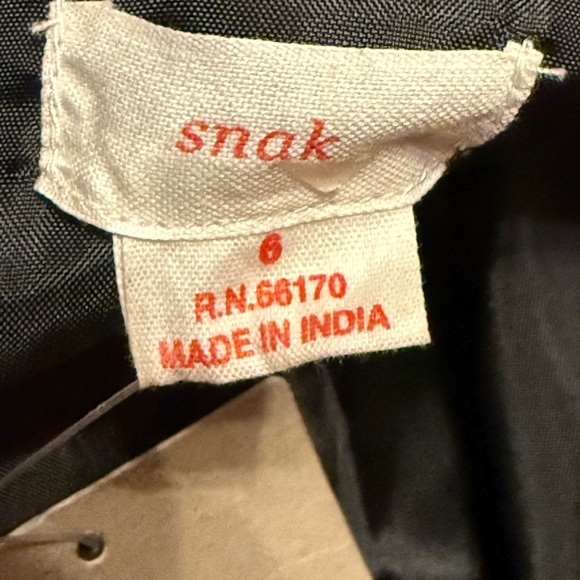 snak
6
R.N.66170
MADE IN INDIA